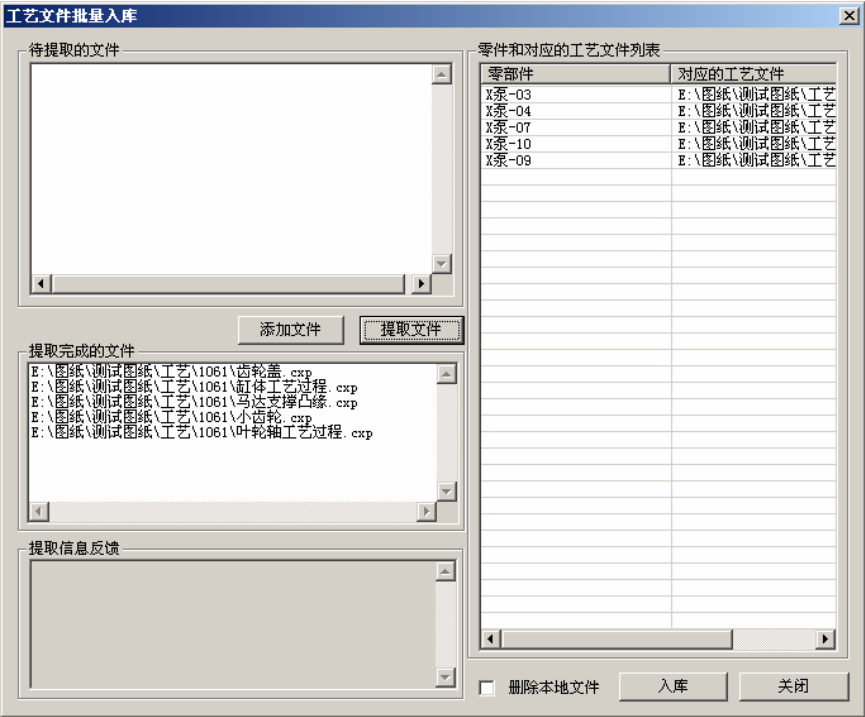 工艺文件批量入库
待提取的文件
添加文件
提取文件
提取完成的文件
E:\图纸\测试图纸\工艺\1061\齿轮盖.cxp
E:\图纸\测试图纸\工艺\1061\缸体工艺过程.cxp
E:\图纸\测试图纸\工艺\1061\马达支撑凸缘.cxp
E:\图纸\测试图纸\工艺\1061\小齿轮.cxp
E:\图纸\测试图纸\工艺\1061\叶轮轴工艺过程.cxp
提取信息反馈
零件和对应的工艺文件列表
零部件 对应的工艺文件
X泵-03 E:\图纸\测试图纸\工艺
X泵-04 E:\图纸\测试图纸\工艺
X泵-07 E:\图纸\测试图纸\工艺
X泵-10 E:\图纸\测试图纸\工艺
X泵-09 E:\图纸\测试图纸\工艺
删除本地文件
入库
关闭